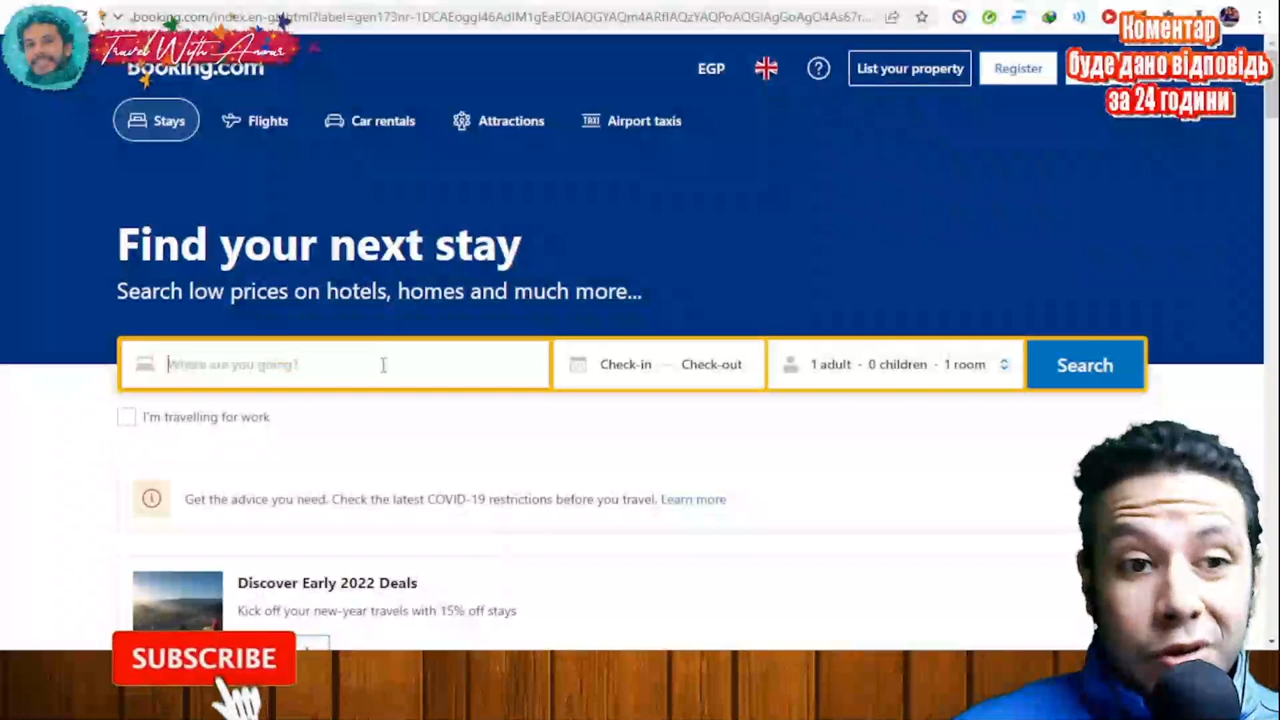 booking.com/index.en-gb.html?label=gen173nr-1DCAEoggI46AdIM1gEaEOIAQGYAQm4ARfIAQzYAQPoAQGIAgGoAgO4As67r...
Travel With Anwar
Booking.com
EGP
List your property
Register
Коментар
буде дано відповідь
за 24 години
Stays
Flights
Car rentals
Attractions
TAXI
Airport taxis
Find your next stay
Search low prices on hotels, homes and much more...
Where are you going?
Check-in — Check-out
1 adult · 0 children · 1 room
Search
I'm travelling for work
Get the advice you need. Check the latest COVID-19 restrictions before you travel. Learn more
Discover Early 2022 Deals
Kick off your new-year travels with 15% off stays
SUBSCRIBE